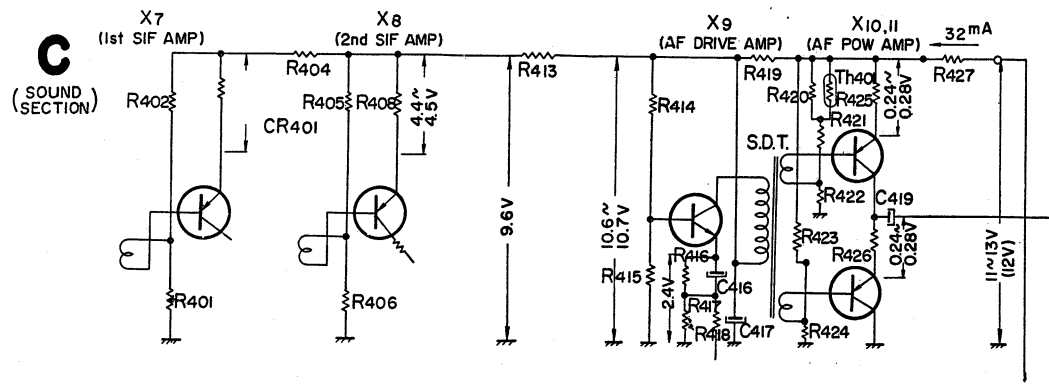 C
(SOUND SECTION)
X7
(1st SIF AMP)
X8
(2nd SIF AMP)
X9
(AF DRIVE AMP)
X10,11
(AF POW AMP)
32mA
R404
R413
R419
R427
R402
CR401
R405
R408
4.4~
4.5V
R414
R420
Th401
R425
R421
0.24~
0.28V
S.D.T.
R422
C419
9.6V
10.6~
10.7V
R423
R426
0.24~
0.28V
11~13V
(12V)
R401
R406
R415
2.4V
R416
C416
R417
R418
C417
R424